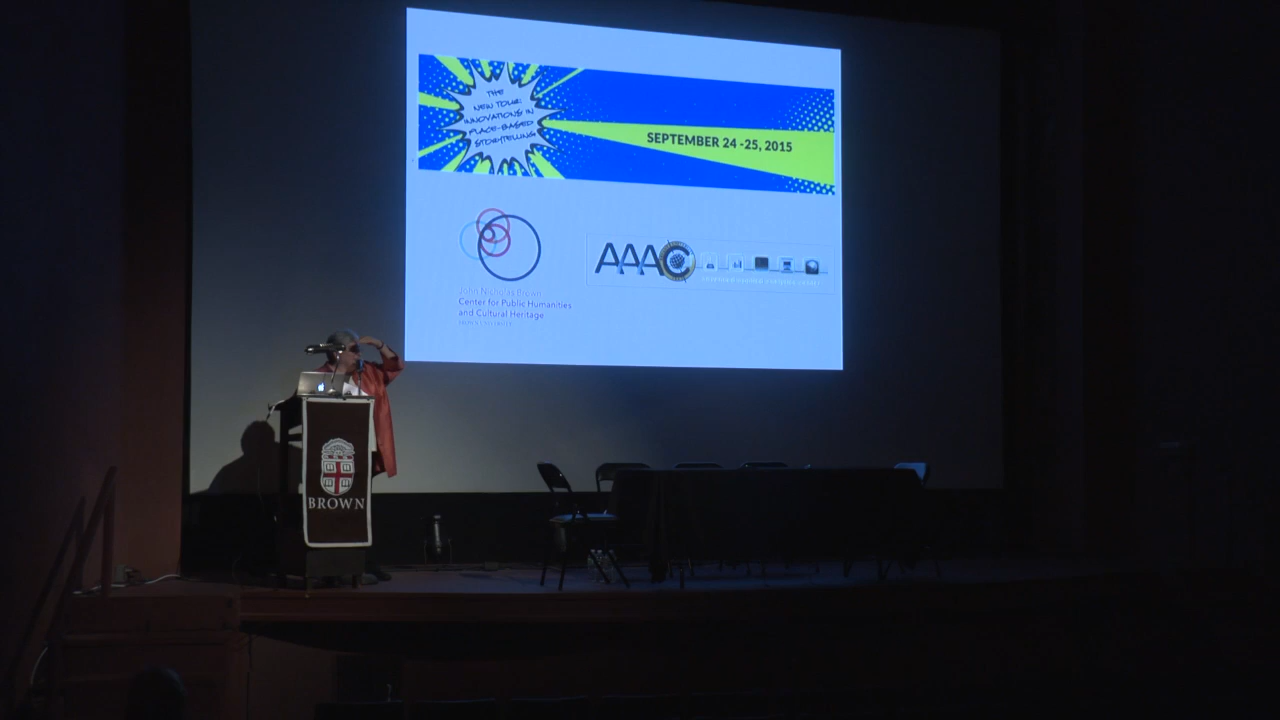 THE
NEW TOUR:
INNOVATIONS IN
PLACE-BASED
STORYTELLING
SEPTEMBER 24 -25, 2015
John Nicholas Brown
Center for Public Humanities
and Cultural Heritage
AAAC
BROWN